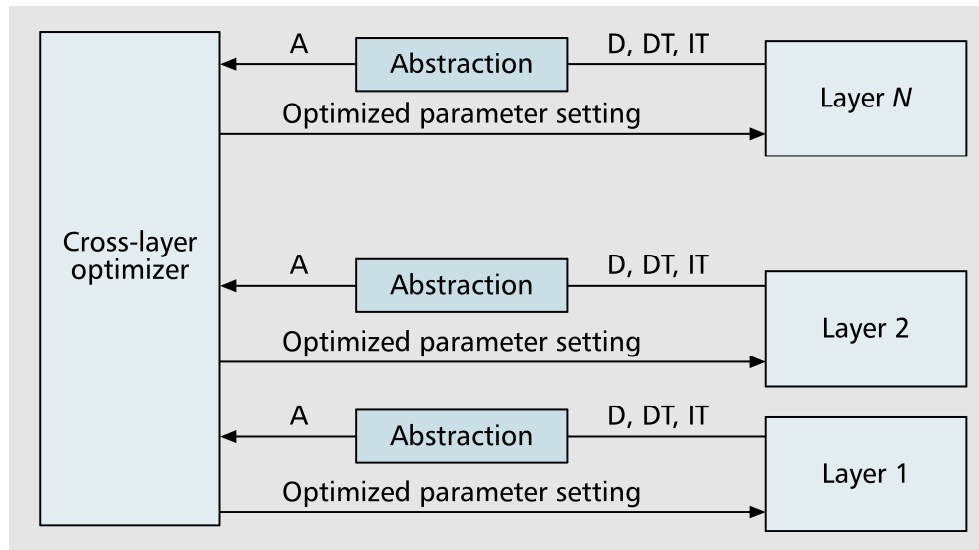 A
Abstraction
D, DT, IT
Layer N
Optimized parameter setting
Cross-layer
optimizer
A
Abstraction
D, DT, IT
Layer 2
Optimized parameter setting
A
Abstraction
D, DT, IT
Layer 1
Optimized parameter setting